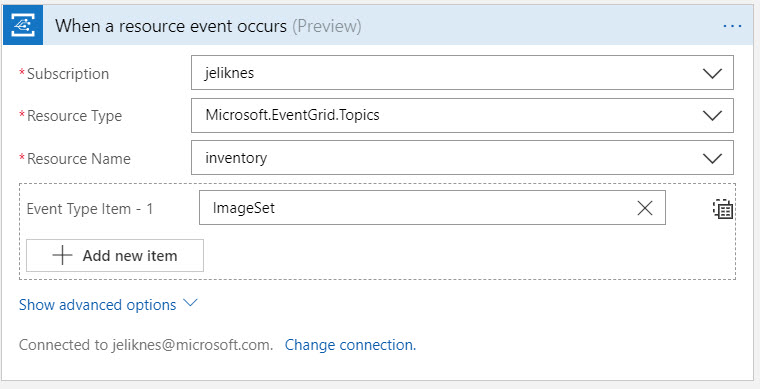 When a resource event occurs (Preview)
* Subscription jeliknes
* Resource Type Microsoft.EventGrid.Topics
* Resource Name inventory
Event Type Item - 1 ImageSet
Add new item
Show advanced options
Connected to jeliknes@microsoft.com. Change connection.